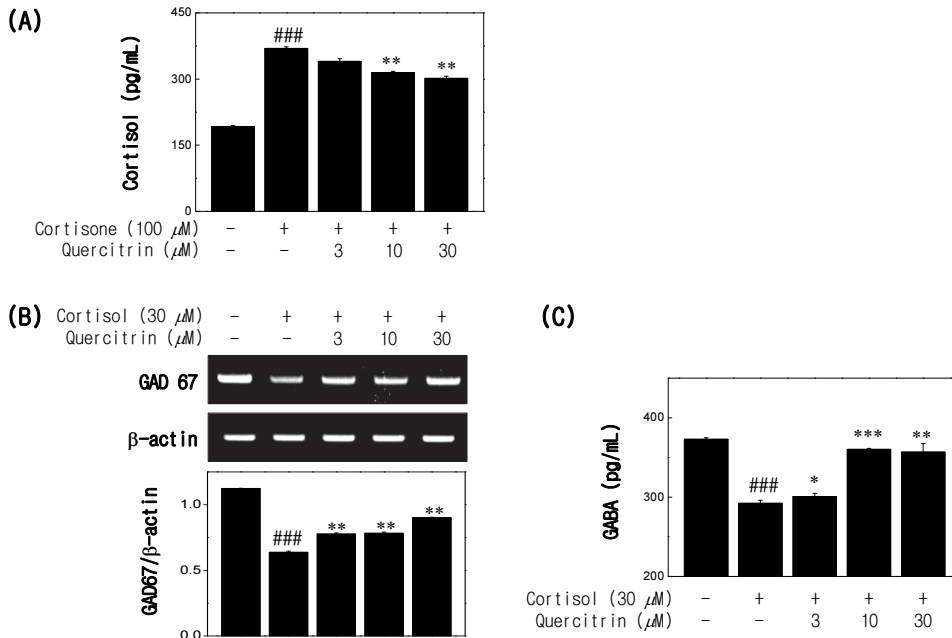 (A)
Cortisol (pg/mL)
450
300
150
0
###
**
**
Cortisone (100 μM) − + + + +
Quercitrin (μM) − − 3 10 30
(B)
Cortisol (30 μM) − + + + +
Quercitrin (μM) − − 3 10 30
GAD 67
β-actin
GAD67/β-actin
1.0
0.5
0.0
###
**
**
**
(C)
GABA (pg/mL)
400
300
200
###
*
***
**
Cortisol (30 μM) − + + + +
Quercitrin (μM) − − 3 10 30